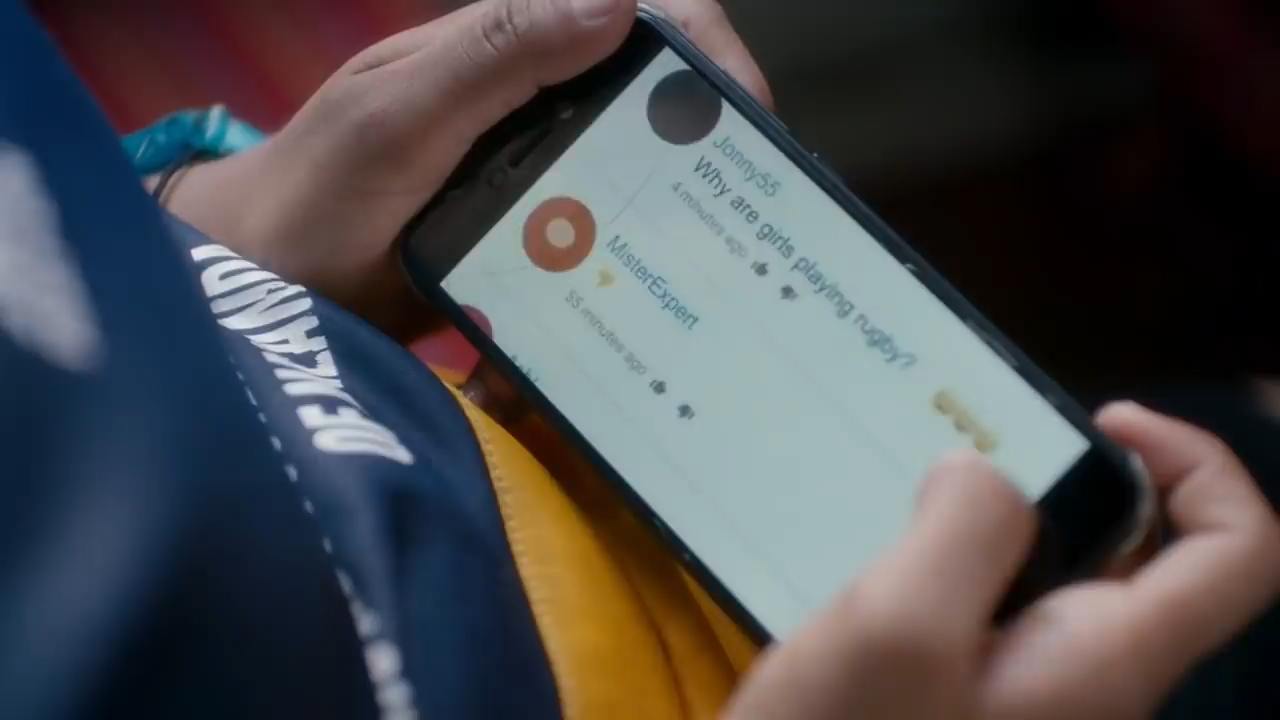 Jonny55
Why are girls playing rugby?
4 minutes ago
MisterExpert
55 minutes ago